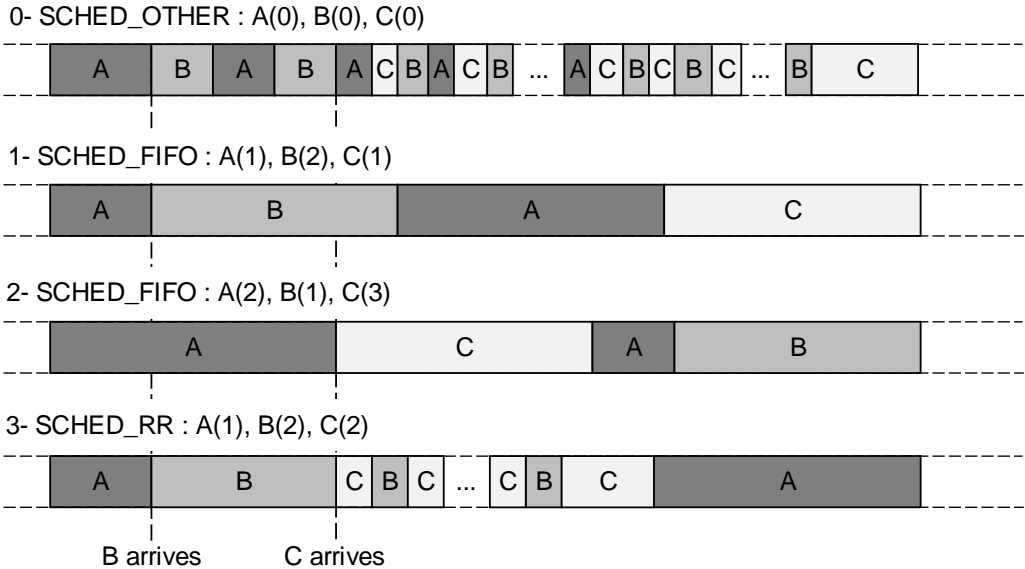 0- SCHED_OTHER : A(0), B(0), C(0)
A B A B A C B A C B ... A C B C B C ... B C
1- SCHED_FIFO : A(1), B(2), C(1)
A B A C
2- SCHED_FIFO : A(2), B(1), C(3)
A C A B
3- SCHED_RR : A(1), B(2), C(2)
A B C B C ... C B C A
B arrives C arrives